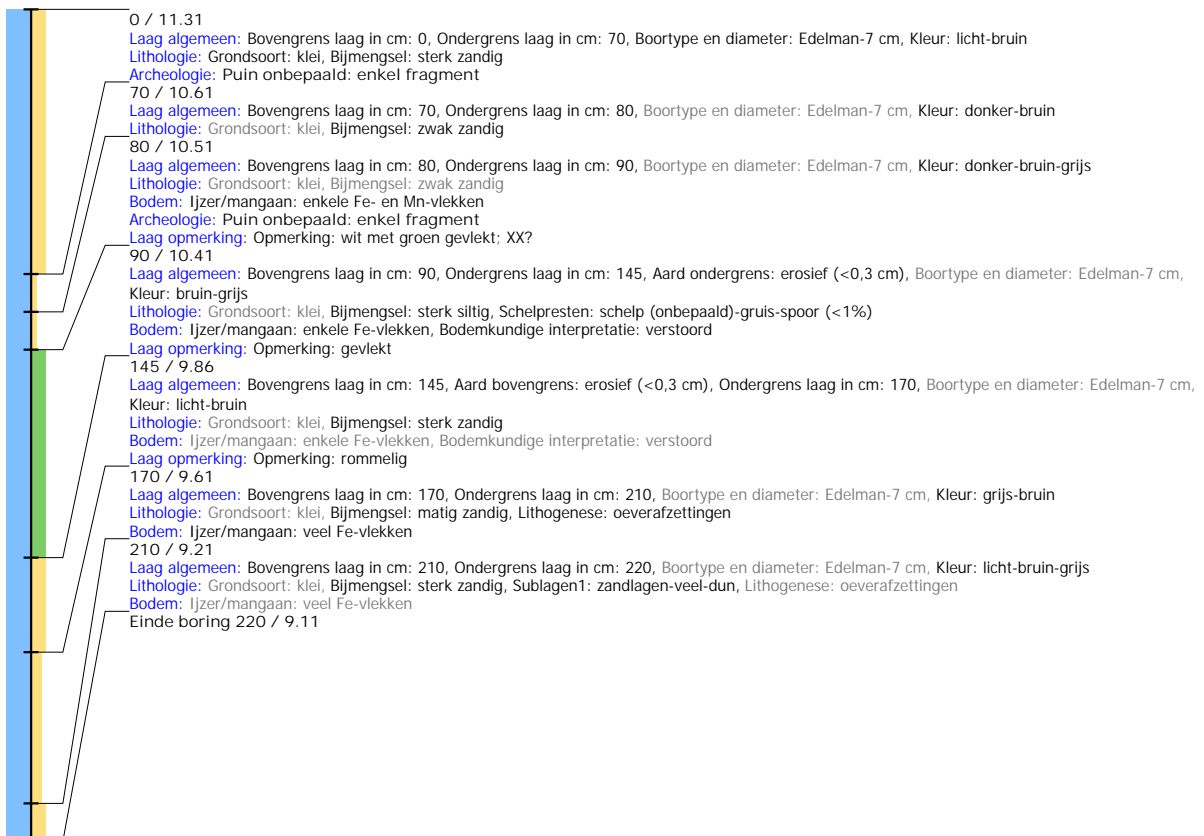 0 / 11.31
Laag algemeen: Bovengrens laag in cm: 0, Ondergrens laag in cm: 70, Boortype en diameter: Edelman-7 cm, Kleur: licht-bruin
Lithologie: Grondsoort: klei, Bijmengsel: sterk zandig
Archeologie: Puin onbepaald: enkel fragment
70 / 10.61
Laag algemeen: Bovengrens laag in cm: 70, Ondergrens laag in cm: 80, Boortype en diameter: Edelman-7 cm, Kleur: donker-bruin
Lithologie: Grondsoort: klei, Bijmengsel: zwak zandig
80 / 10.51
Laag algemeen: Bovengrens laag in cm: 80, Ondergrens laag in cm: 90, Boortype en diameter: Edelman-7 cm, Kleur: donker-bruin-grijs
Lithologie: Grondsoort: klei, Bijmengsel: zwak zandig
Bodem: Ijzer/mangaan: enkele Fe- en Mn-vlekken
Archeologie: Puin onbepaald: enkel fragment
Laag opmerking: Opmerking: wit met groen gevlekt; XX?
90 / 10.41
Laag algemeen: Bovengrens laag in cm: 90, Ondergrens laag in cm: 145, Aard ondergrens: erosief (<0,3 cm), Boortype en diameter: Edelman-7 cm,
Kleur: bruin-grijs
Lithologie: Grondsoort: klei, Bijmengsel: sterk siltig, Schelpresten: schelp (onbepaald)-gruis-spoor (<1%)
Bodem: Ijzer/mangaan: enkele Fe-vlekken, Bodemkundige interpretatie: verstoord
Laag opmerking: Opmerking: gevlekt
145 / 9.86
Laag algemeen: Bovengrens laag in cm: 145, Aard bovengrens: erosief (<0,3 cm), Ondergrens laag in cm: 170, Boortype en diameter: Edelman-7 cm,
Kleur: licht-bruin
Lithologie: Grondsoort: klei, Bijmengsel: sterk zandig
Bodem: Ijzer/mangaan: enkele Fe-vlekken, Bodemkundige interpretatie: verstoord
Laag opmerking: Opmerking: rommelig
170 / 9.61
Laag algemeen: Bovengrens laag in cm: 170, Ondergrens laag in cm: 210, Boortype en diameter: Edelman-7 cm, Kleur: grijs-bruin
Lithologie: Grondsoort: klei, Bijmengsel: matig zandig, Lithogenese: oeverafzettingen
Bodem: Ijzer/mangaan: veel Fe-vlekken
210 / 9.21
Laag algemeen: Bovengrens laag in cm: 210, Ondergrens laag in cm: 220, Boortype en diameter: Edelman-7 cm, Kleur: licht-bruin-grijs
Lithologie: Grondsoort: klei, Bijmengsel: sterk zandig, Sublagen1: zandlagen-veel-dun, Lithogenese: oeverafzettingen
Bodem: Ijzer/mangaan: veel Fe-vlekken
Einde boring 220 / 9.11